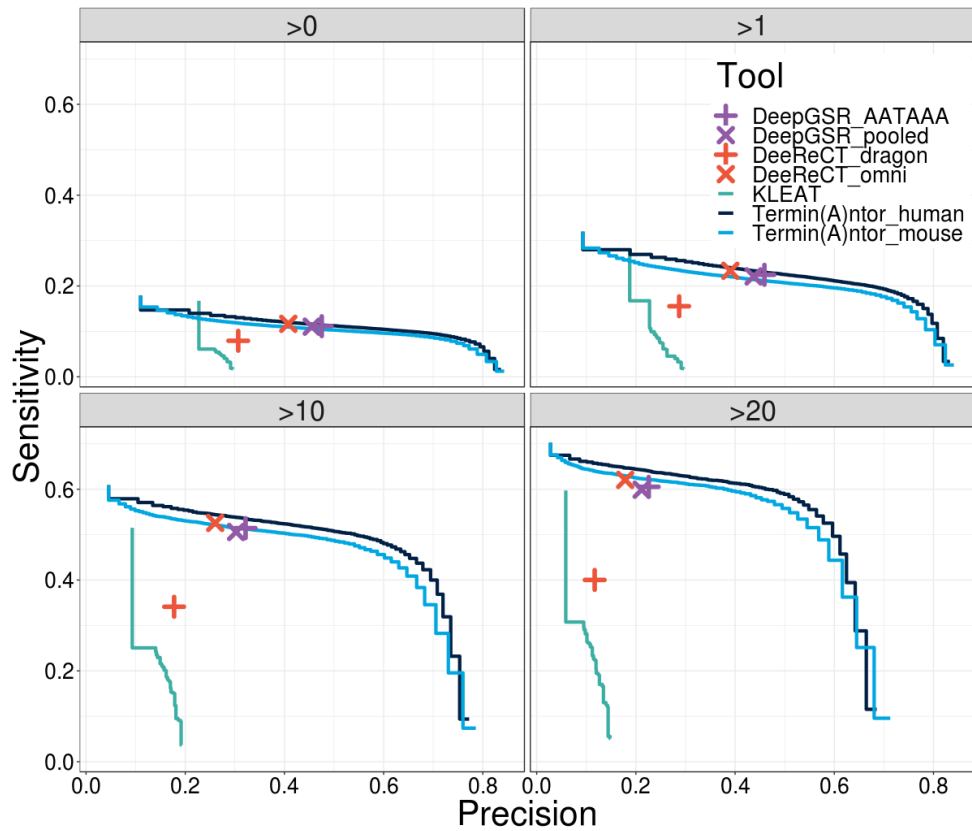 >0
>1
Tool
DeepGSR_AATAAA
DeepGSR_pooled
DeeReCT_dragon
DeeReCT_omni
KLEAT
Termin(A)ntor_human
Termin(A)ntor_mouse
0.6
0.4
0.2
0.0
Sensitivity
>10
>20
0.6
0.4
0.2
0.0
0.0 0.2 0.4 0.6 0.8 0.0 0.2 0.4 0.6 0.8
Precision